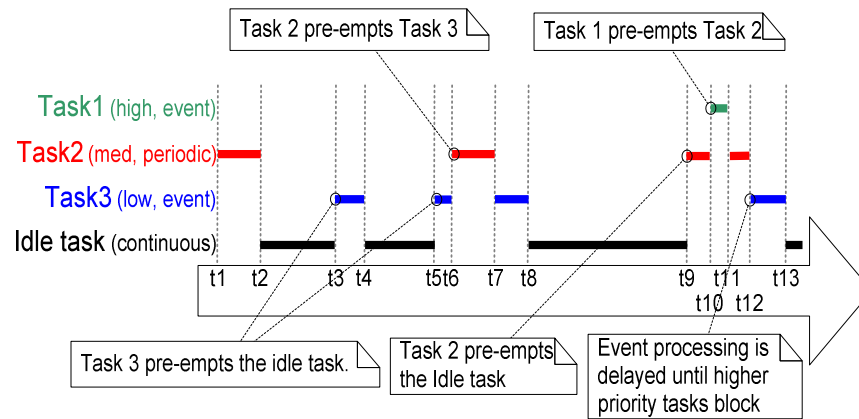 Task 2 pre-empts Task 3
Task 1 pre-empts Task 2
Task1 (high, event)
Task2 (med, periodic)
Task3 (low, event)
Idle task (continuous)
t1 t2 t3 t4 t5 t6 t7 t8 t9 t11 t13
t10 t12
Task 3 pre-empts the idle task.
Task 2 pre-empts
the Idle task
Event processing is
delayed until higher
priority tasks block